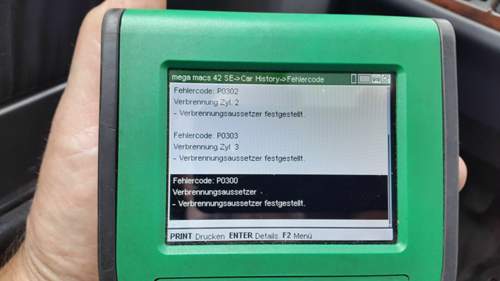 mega macs 42 SE->Car History->Fehlercode
Fehlercode: P0302
Verbrennung Zyl. 2
- Verbrennungsaussetzer festgestellt.
Fehlercode: P0303
Verbrennung Zyl. 3
- Verbrennungsaussetzer festgestellt.
Fehlercode: P0300
Verbrennungsaussetzer
- Verbrennungsaussetzer festgestellt.
PRINT Drucken ENTER Details F2 Menü